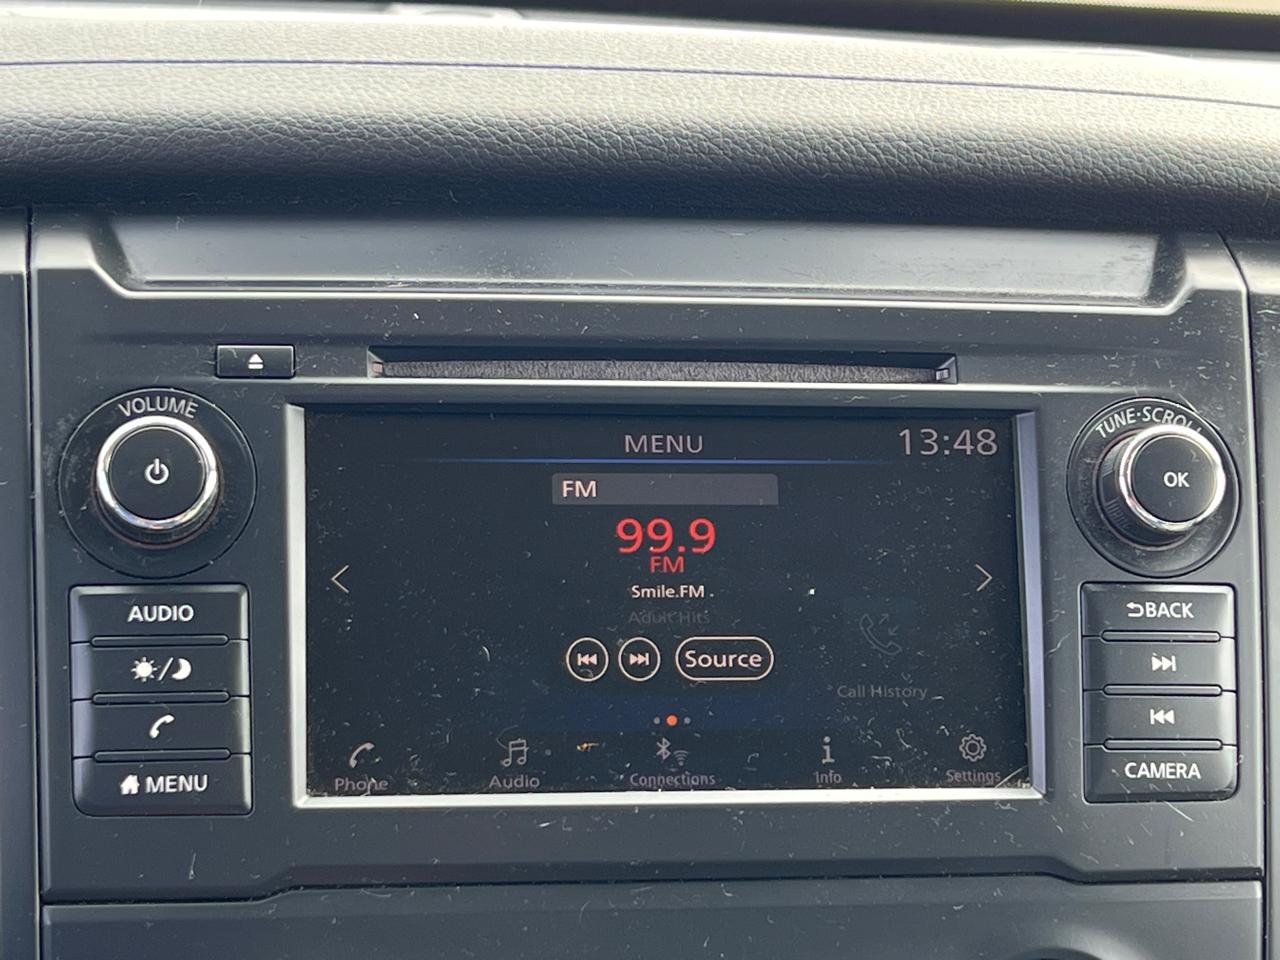 VOLUME
TUNE·SCROLL
OK
MENU
13:48
FM
99.9
FM
Smile.FM
Adult Hits
Source
Call History
Phone
Audio
Connections
Info
Settings
AUDIO
MENU
BACK
CAMERA